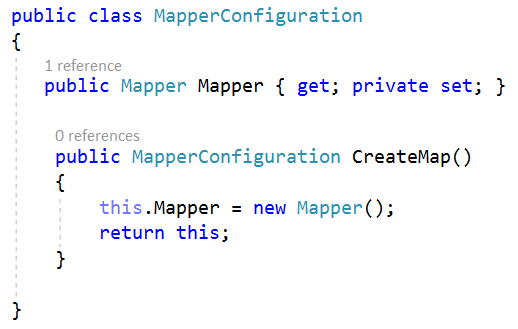 public class MapperConfiguration
{
1 reference
public Mapper Mapper { get; private set; }
0 references
public MapperConfiguration CreateMap()
{
this.Mapper = new Mapper();
return this;
}
}